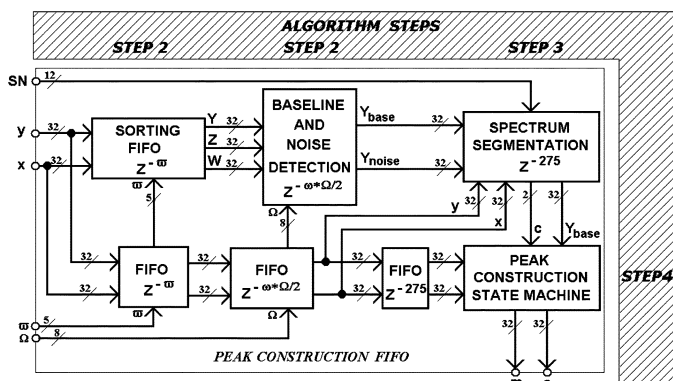 ALGORITHM STEPS
STEP 2 STEP 2 STEP 3
SN 12
y 32
x 32
SORTING
FIFO
Z^-ϖ
ϖ
5
Y 32
Z 32
W 32
BASELINE
AND
NOISE
DETECTION
Z^-ω*Ω/2
Ω
8
Ybase 32
Ynoise 32
SPECTRUM
SEGMENTATION
Z^-275
y 32
x 32
2 32
c Ybase
32 32
FIFO
Z^-ϖ
ϖ
32 32
FIFO
Z^-ω*Ω/2
Ω
32 32
FIFO
Z^-275
32 32
PEAK
CONSTRUCTION
STATE MACHINE
STEP4
ϖ 5
Ω 8
32 32
PEAK CONSTRUCTION FIFO